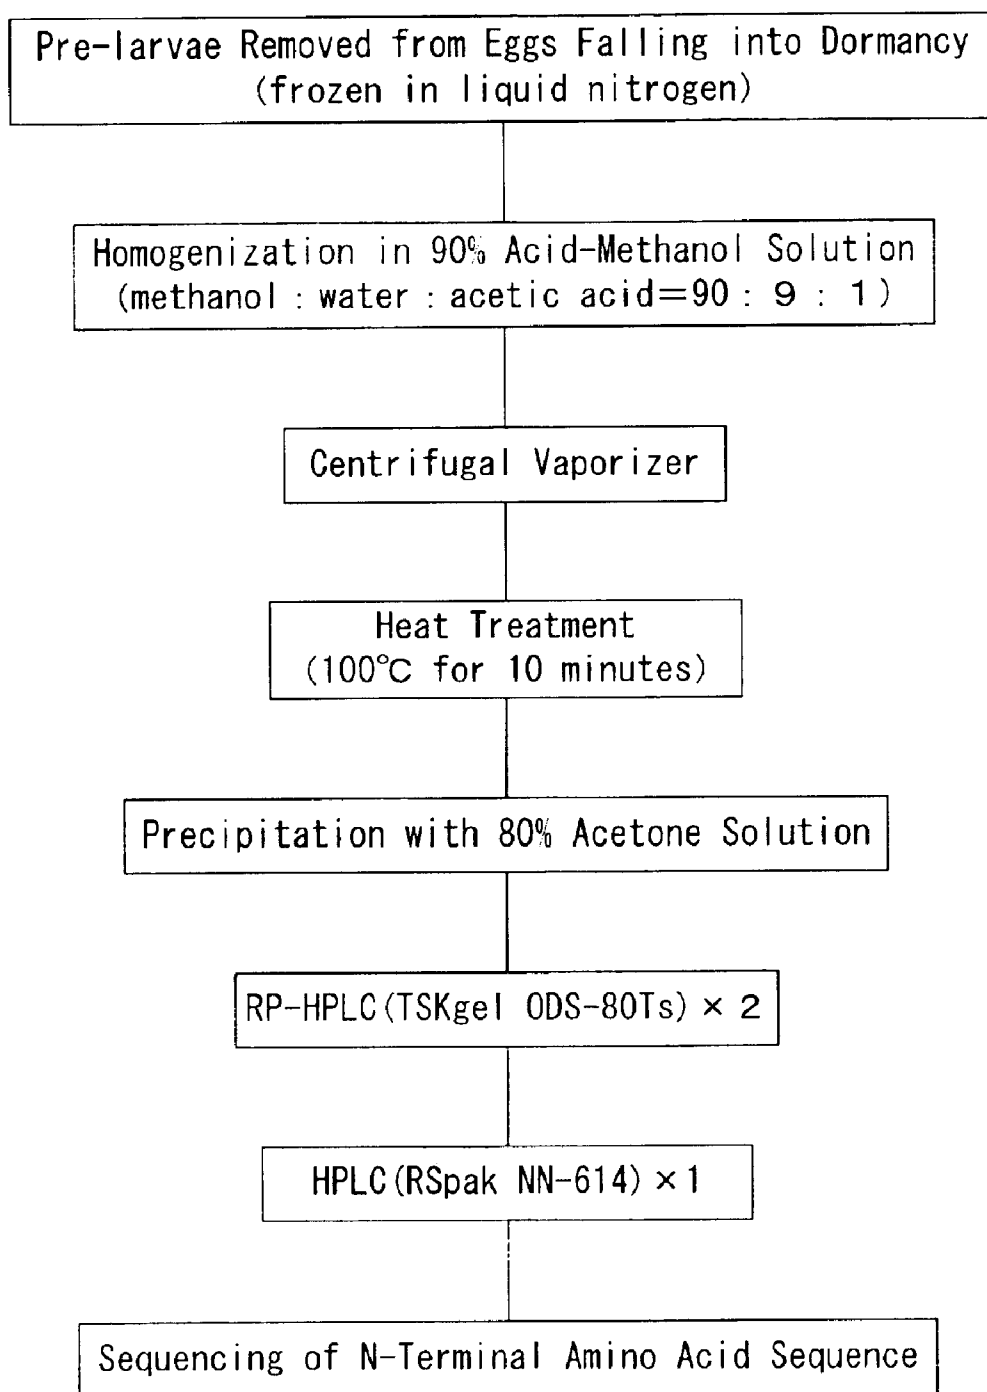 Pre-larvae Removed from Eggs Falling into Dormancy
(frozen in liquid nitrogen)
Homogenization in 90% Acid-Methanol Solution
(methanol : water : acetic acid=90 : 9 : 1)
Centrifugal Vaporizer
Heat Treatment
(100℃ for 10 minutes)
Precipitation with 80% Acetone Solution
RP-HPLC(TSKgel ODS-80Ts) × 2
HPLC(RSpak NN-614) × 1
Sequencing of N-Terminal Amino Acid Sequence